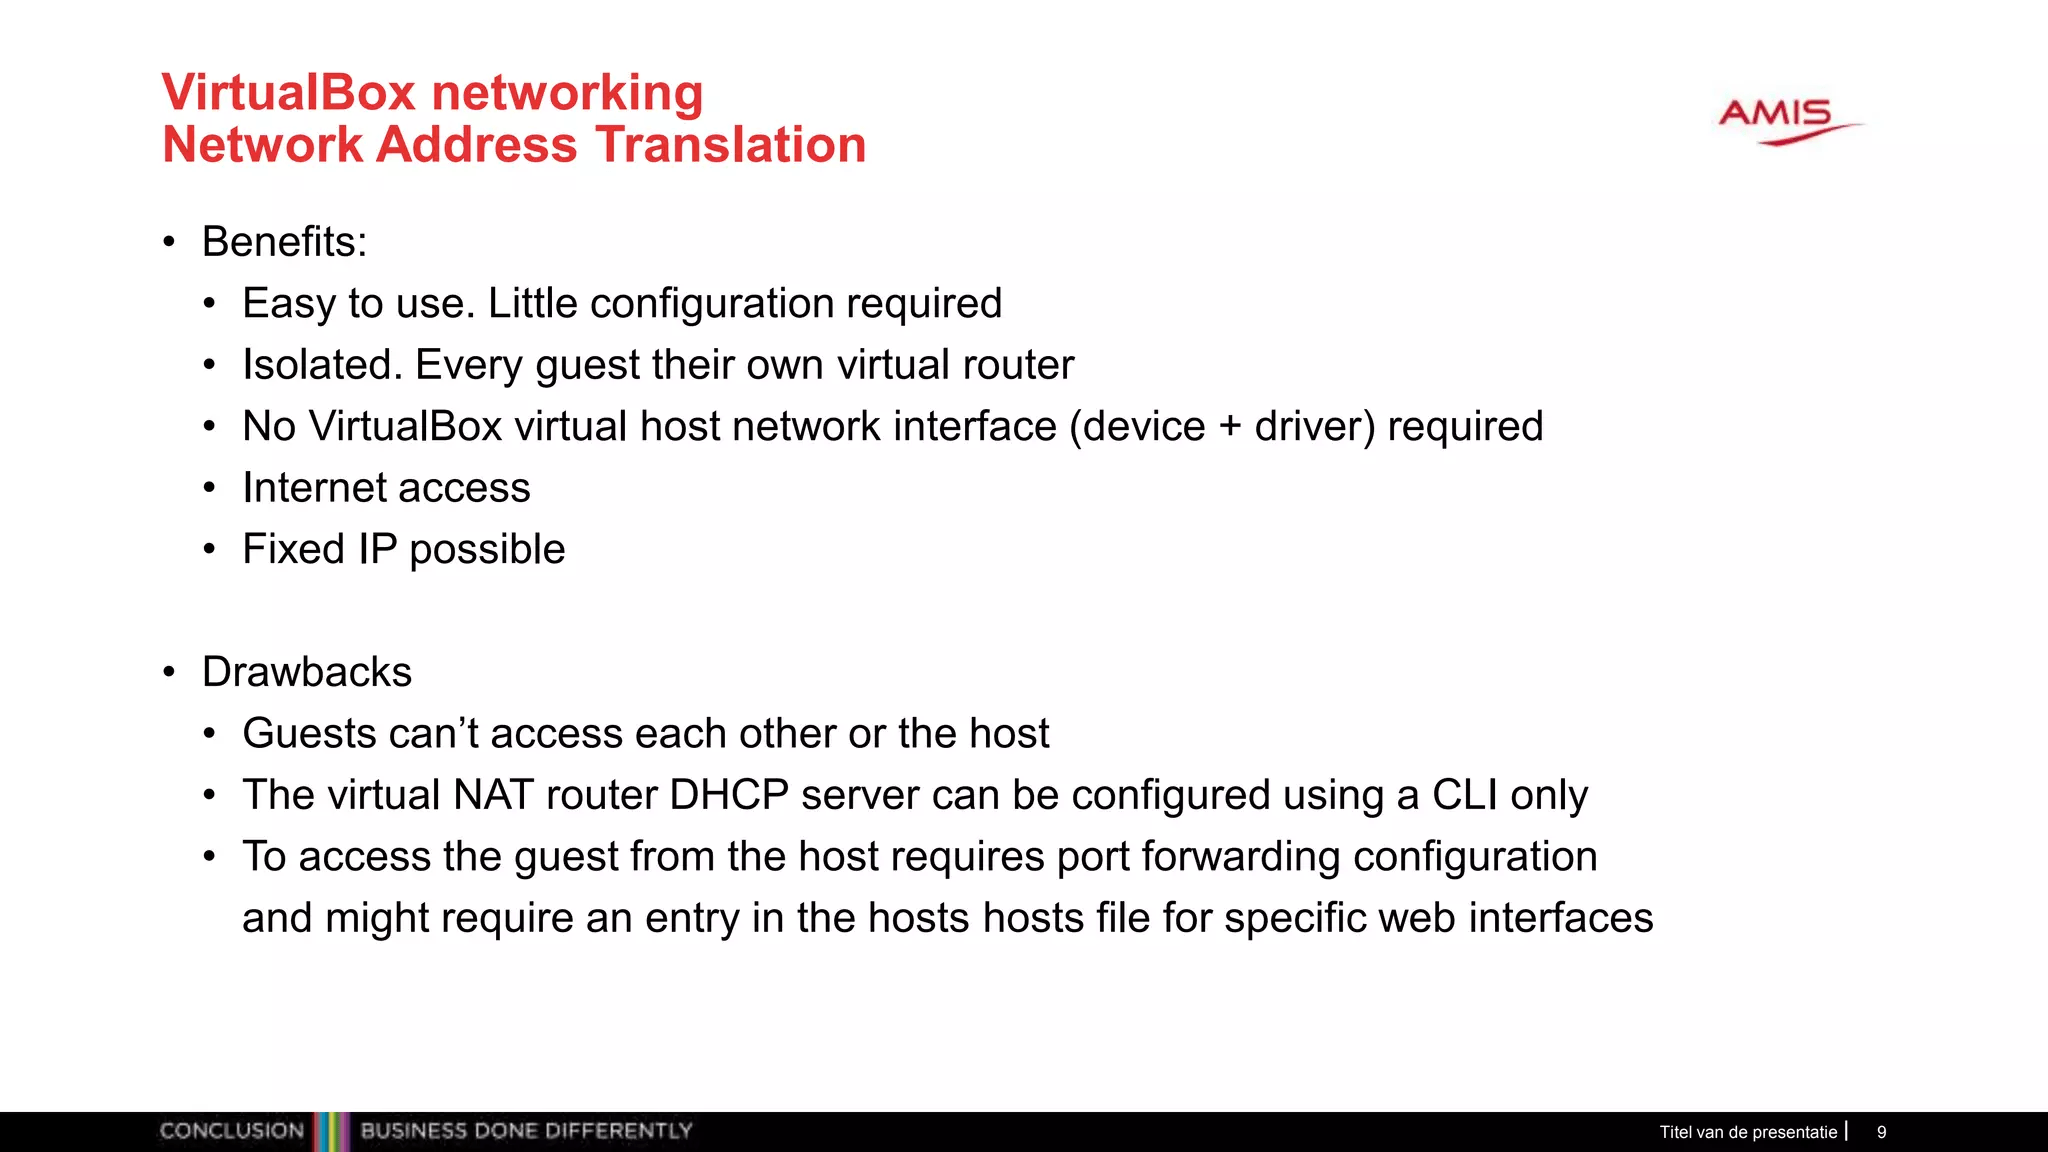 VirtualBox networking
Network Address Translation
AMIS
• Benefits:
• Easy to use. Little configuration required
• Isolated. Every guest their own virtual router
• No VirtualBox virtual host network interface (device + driver) required
• Internet access
• Fixed IP possible
• Drawbacks
• Guests can’t access each other or the host
• The virtual NAT router DHCP server can be configured using a CLI only
• To access the guest from the host requires port forwarding configuration
and might require an entry in the hosts hosts file for specific web interfaces
CONCLUSION BUSINESS DONE DIFFERENTLY
Titel van de presentatie | 9